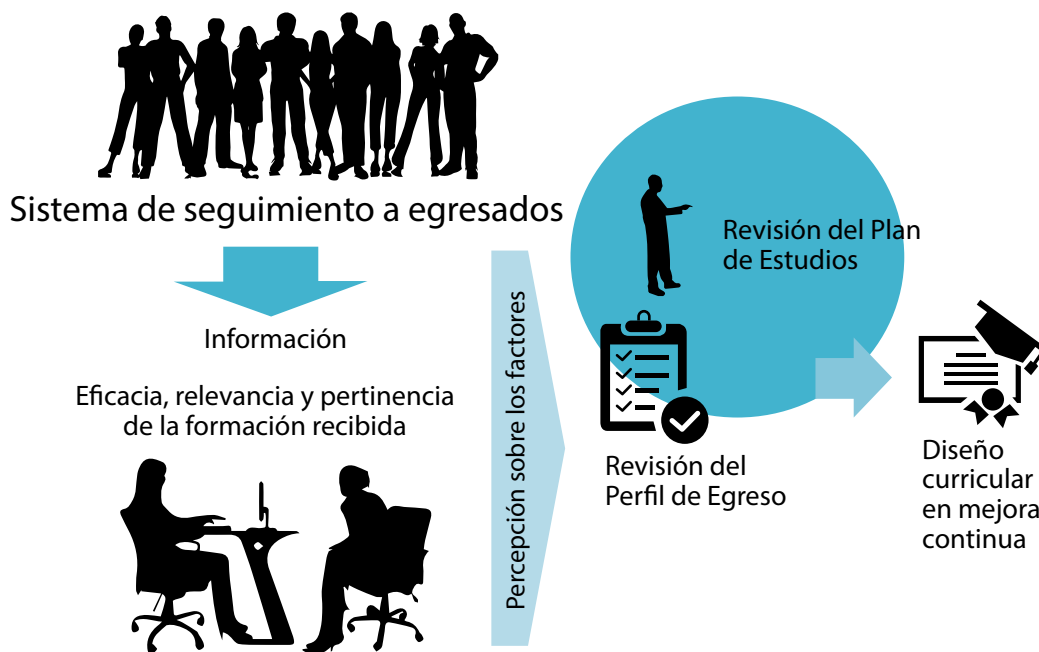 Sistema de seguimiento a egresados
Información
Eficacia, relevancia y pertinencia
de la formación recibida
Percepción sobre los factores
Revisión del Plan
de Estudios
Revisión del
Perfil de Egreso
Diseño
curricular
en mejora
continua